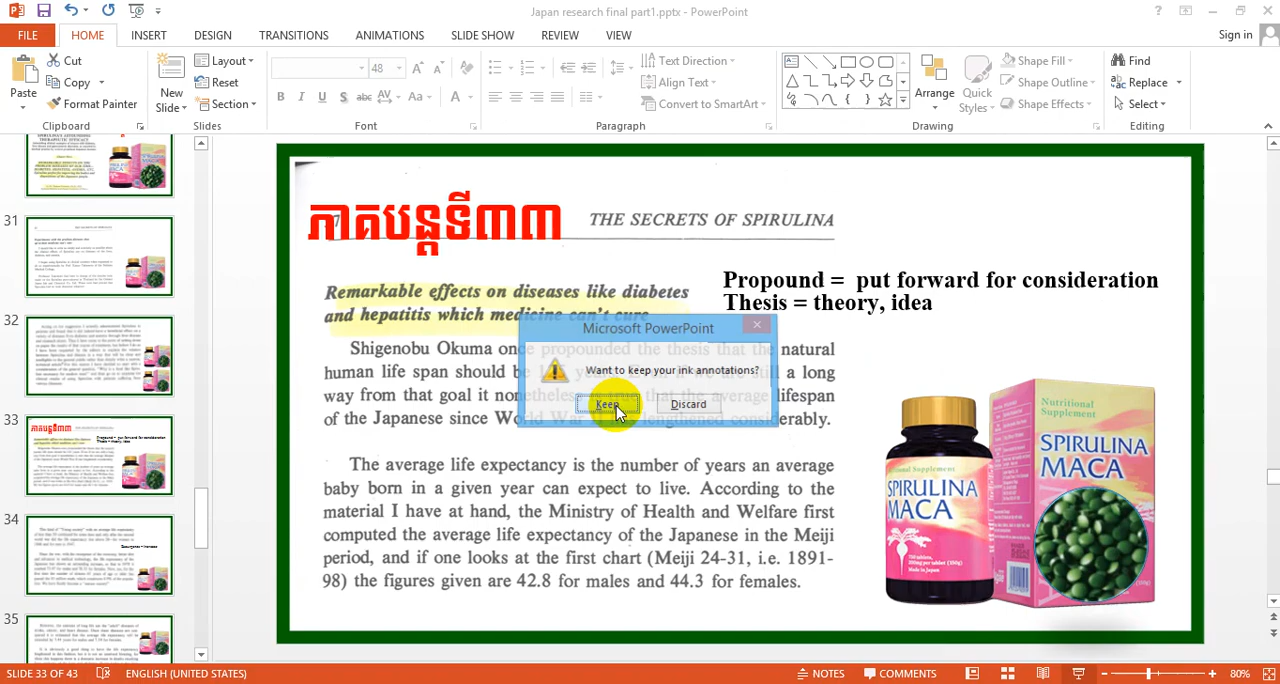 Japan research final part1.pptx - PowerPoint
Sign in
FILE HOME INSERT DESIGN TRANSITIONS ANIMATIONS SLIDE SHOW REVIEW VIEW
Paste
Cut
Copy
Format Painter
Clipboard
New Slide
Layout
Reset
Section
Slides
48
B I U S abc AV Aa A
Font
Text Direction
Align Text
Convert to SmartArt
Paragraph
Arrange
Quick Styles
Shape Fill
Shape Outline
Shape Effects
Drawing
Find
Replace
Select
Editing
31
32
33
34
35
ភាគបន្តទី៣៣
THE SECRETS OF SPIRULINA
Propound = put forward for consideration
Thesis = theory, idea
Remarkable effects on diseases like diabetes
and hepatitis which medicine can't cure
Shigenobu natural
human life span should long
way from that goal it lifespan
of the Japanese since considerably.
The average life expectancy is the number of years an average
baby born in a given year can expect to live. According to the
material I have at hand, the Ministry of Health and Welfare first
computed the average life expectancy of the Japanese in the Meiji
period and if one looks at the first chart (Meiji 24-31: 1891-
98) the figures given are 42.8 for males and 44.3 for females.
Microsoft PowerPoint
Want to keep your ink annotations?
Keep
Discard
Nutritional Supplement
SPIRULINA
MACA
Nutritional
Supplement
SPIRULINA
MACA
SLIDE 33 OF 43
ENGLISH (UNITED STATES)
NOTES
COMMENTS
80%